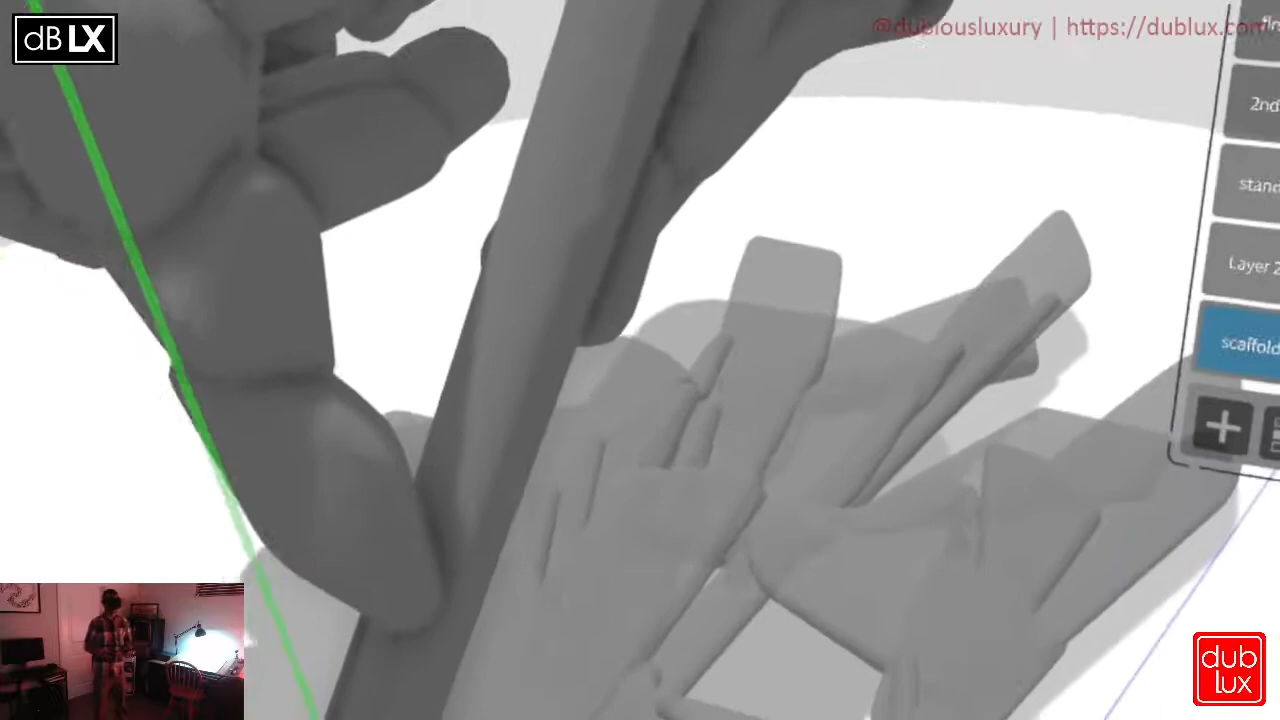 dB LX
@dubiousluxury | https://dublux.com
2nd
Layer 2
scaffold
dub
lux